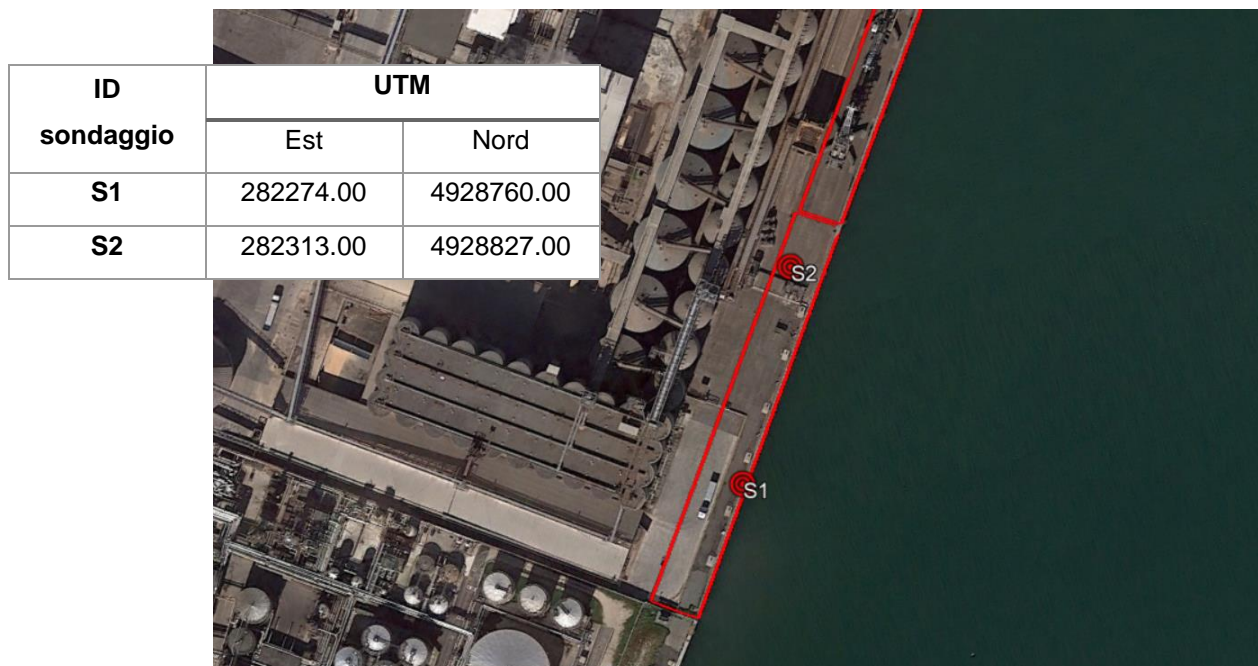 ID sondaggio UTM
Est Nord
S1 282274.00 4928760.00
S2 282313.00 4928827.00
S2
S1